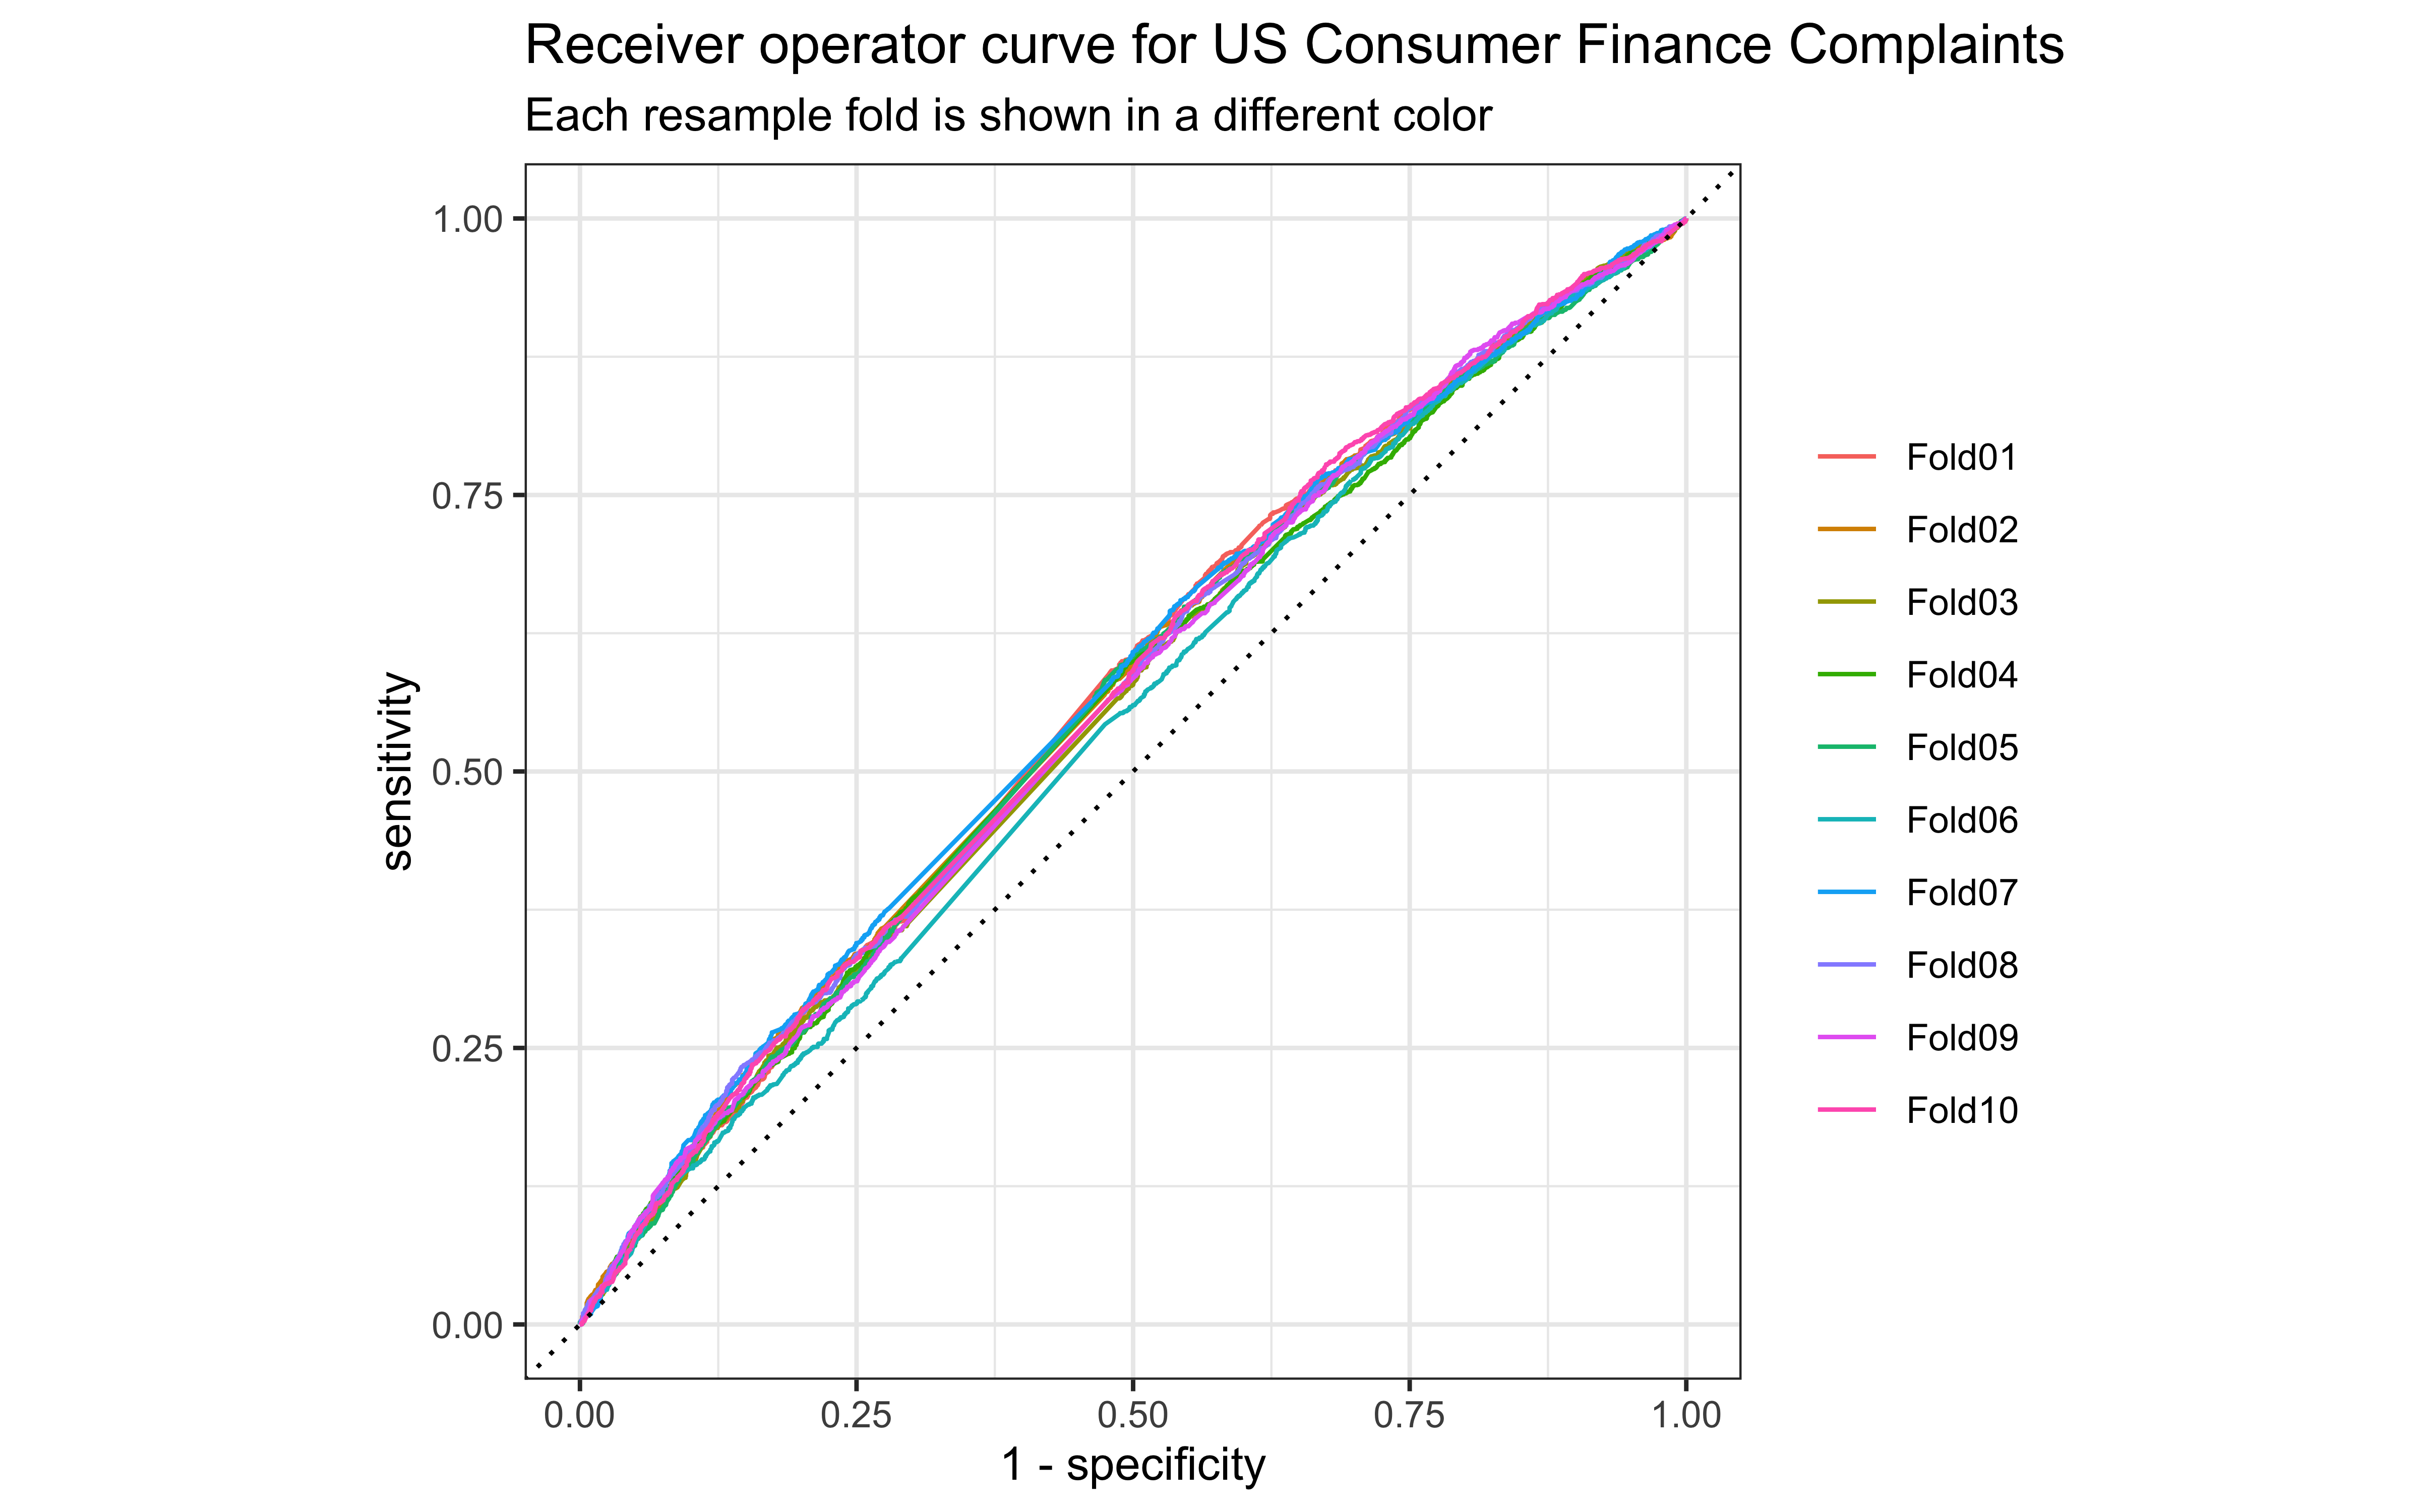 Receiver operator curve for US Consumer Finance Complaints
Each resample fold is shown in a different color
sensitivity
1.00
0.75
0.50
0.25
0.00
0.00 0.25 0.50 0.75 1.00
1 - specificity
Fold01
Fold02
Fold03
Fold04
Fold05
Fold06
Fold07
Fold08
Fold09
Fold10